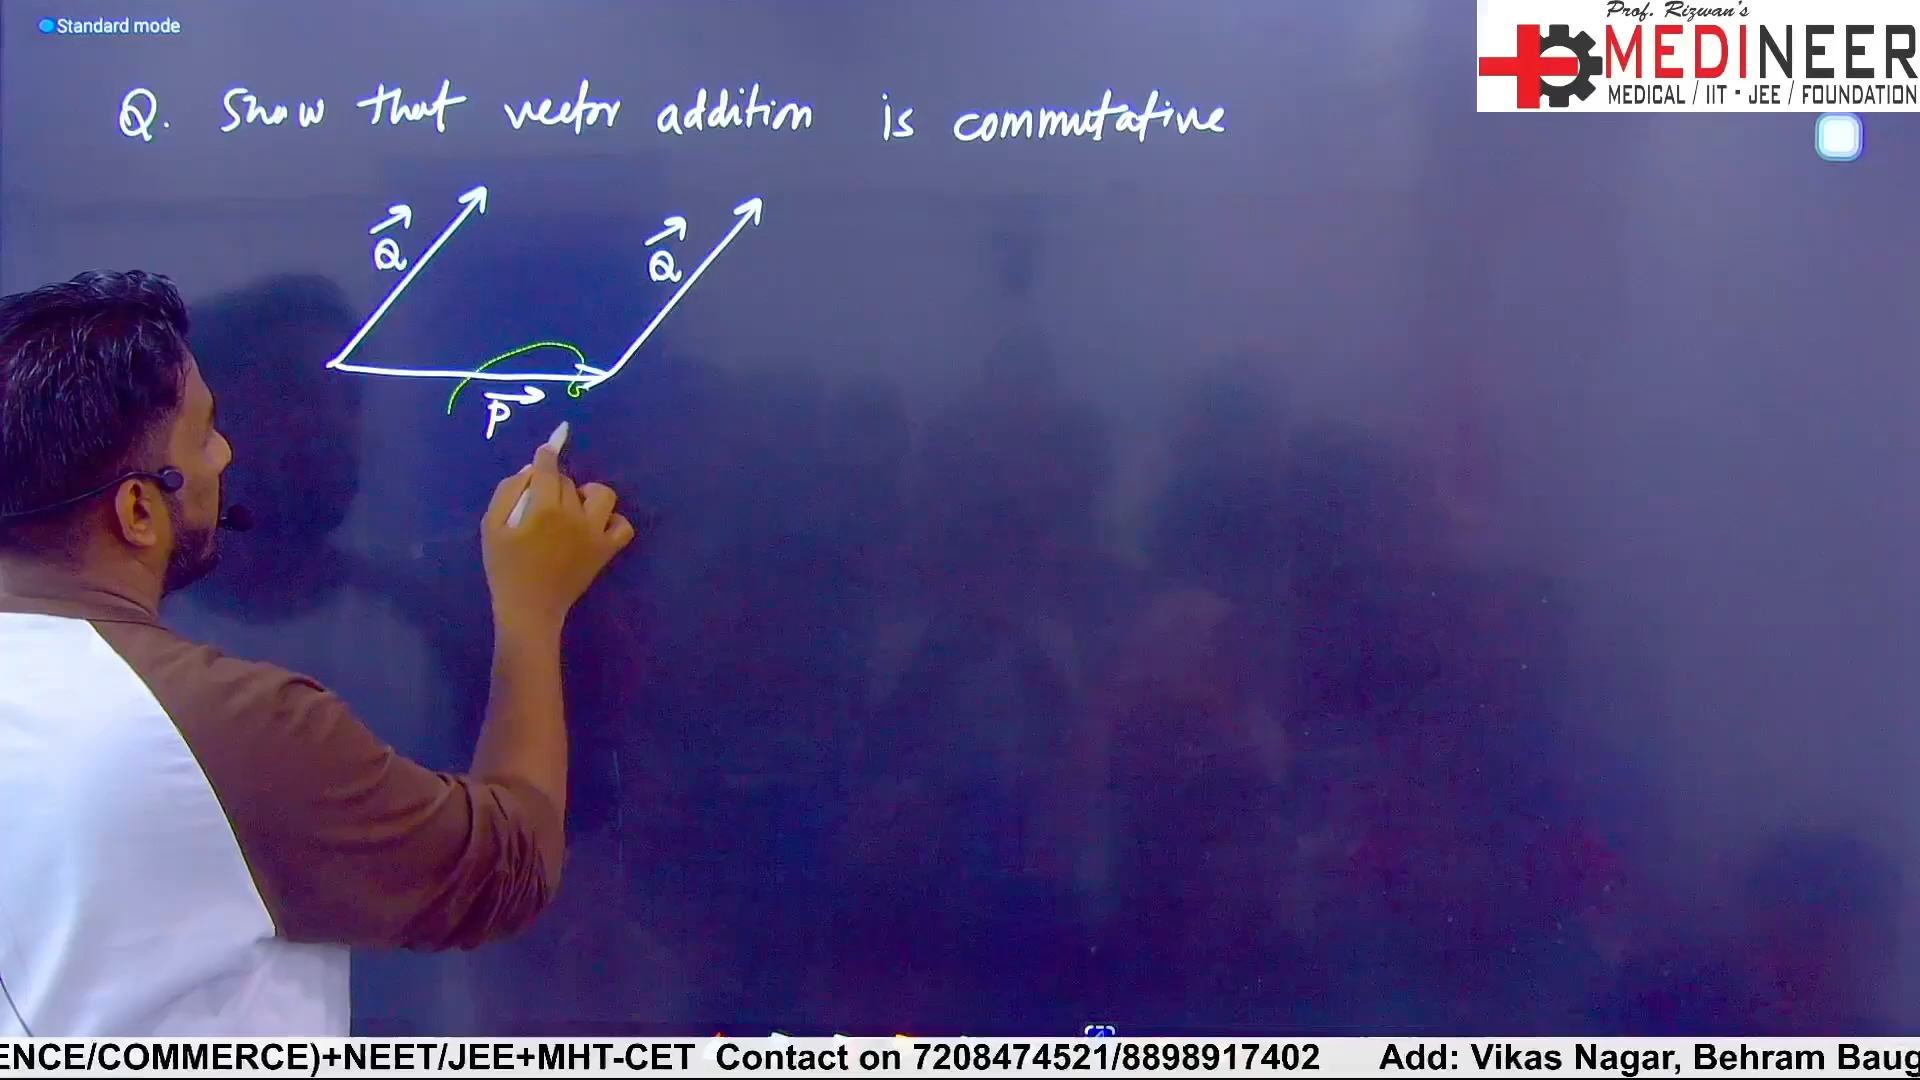 Standard mode
Prof. Rizwan's
MEDINEER
MEDICAL / IIT - JEE / FOUNDATION
Q. Show that vector addition is commutative
Q
Q
P
ENCE/COMMERCE)+NEET/JEE+MHT-CET Contact on 7208474521/8898917402 Add: Vikas Nagar, Behram Baug